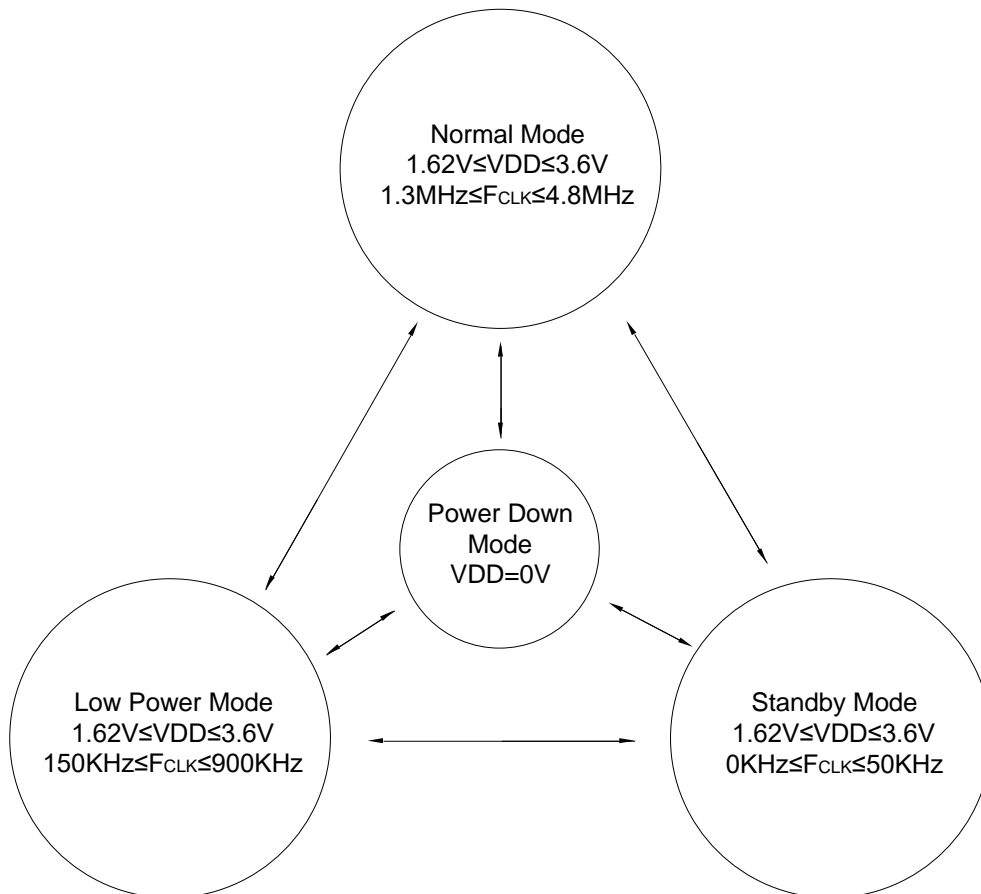 Normal Mode
1.62V≤VDD≤3.6V
1.3MHz≤FCLK≤4.8MHz
Power Down
Mode
VDD=0V
Low Power Mode
1.62V≤VDD≤3.6V
150KHz≤FCLK≤900KHz
Standby Mode
1.62V≤VDD≤3.6V
0KHz≤FCLK≤50KHz